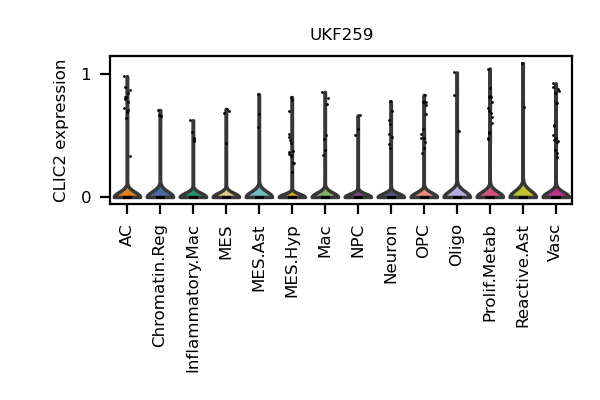 UKF259
CLIC2 expression
1
0
AC
Chromatin.Reg
Inflammatory.Mac
MES
MES.Ast
MES.Hyp
Mac
NPC
Neuron
OPC
Oligo
Prolif.Metab
Reactive.Ast
Vasc